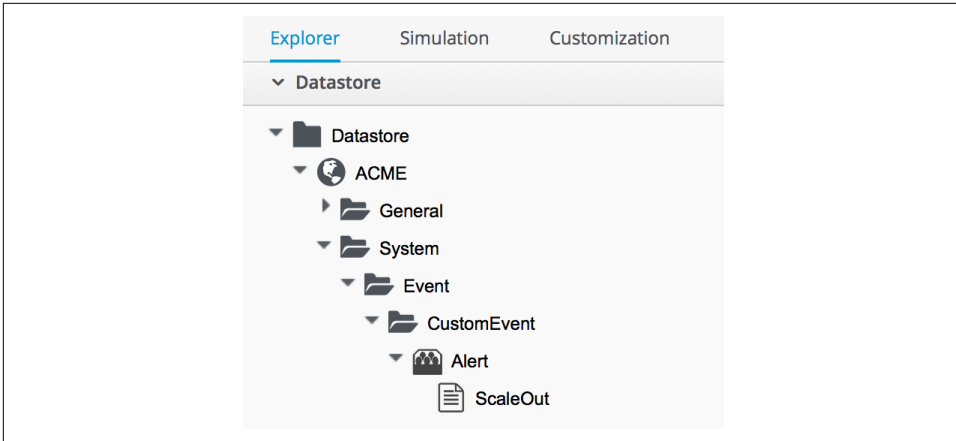 Explorer Simulation Customization
Datastore
Datastore
ACME
General
System
Event
CustomEvent
Alert
ScaleOut